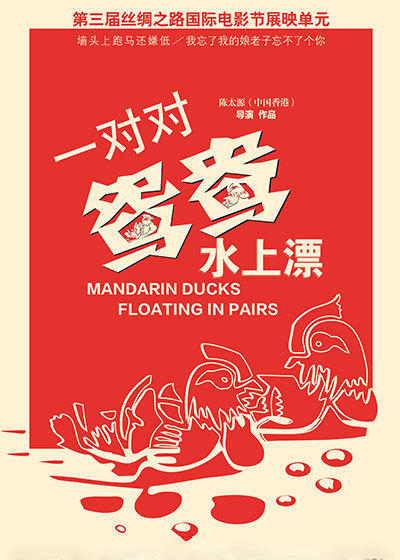 第三届丝绸之路国际电影节展映单元
墙头上跑马还嫌低／我忘了我的娘老子忘不了个你
陈太源（中国香港）
导演 作品
一对对
鸳鸯
水上漂
MANDARIN DUCKS
FLOATING IN PAIRS